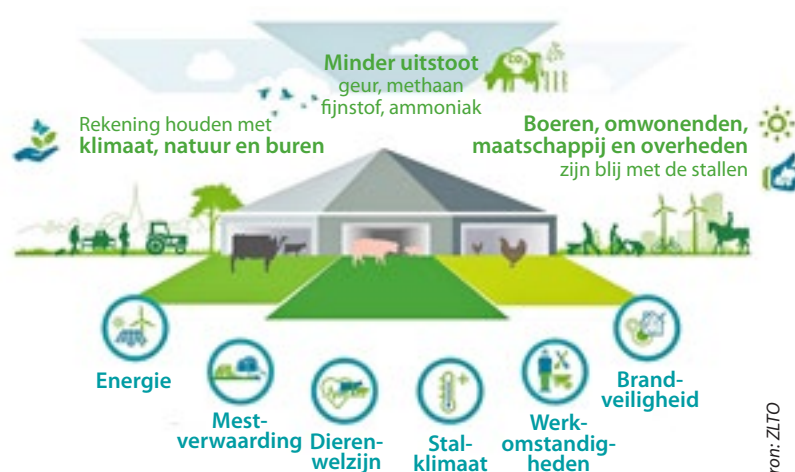 Minder uitstoot
geur, methaan
fijnstof, ammoniak
CO₂
Rekening houden met
klimaat, natuur en buren
Boeren, omwonenden,
maatschappij en overheden
zijn blij met de stallen
Energie
Mest-
verwaarding
Dieren-
welzijn
Stal-
klimaat
Werk-
omstandig-
heden
Brand-
veiligheid
ron: ZLTO